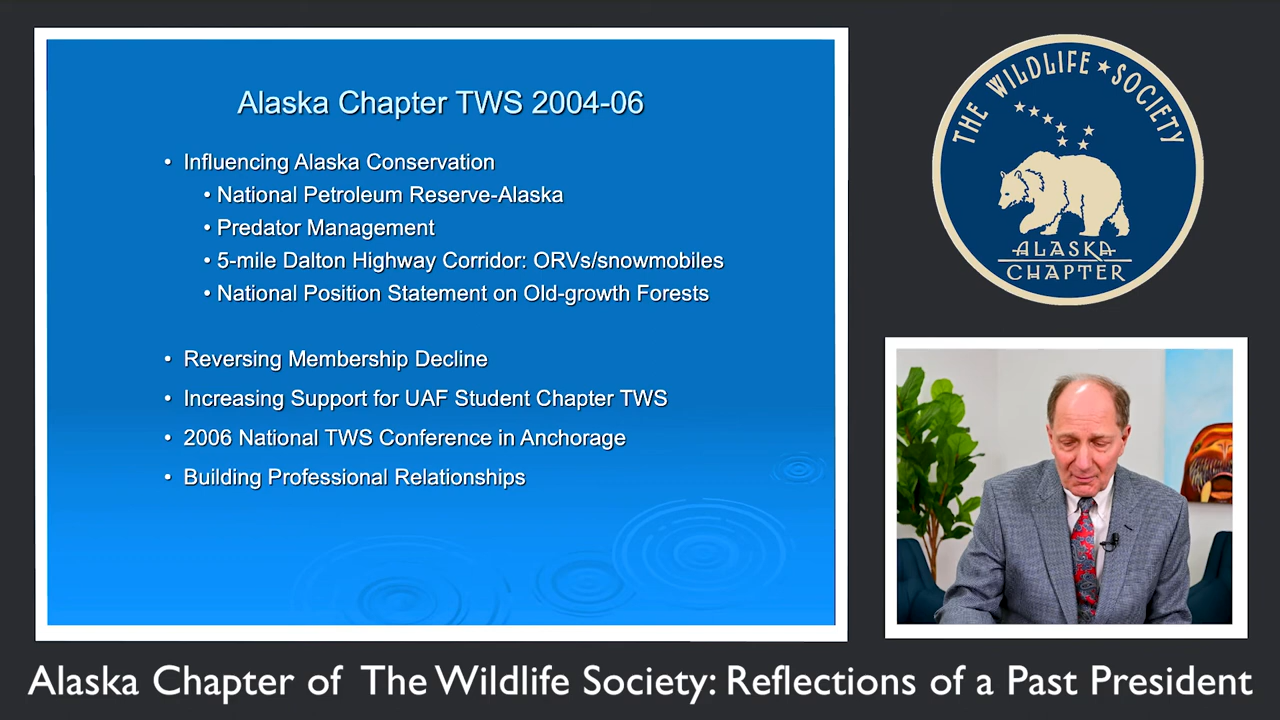 Alaska Chapter TWS 2004-06
• Influencing Alaska Conservation
• National Petroleum Reserve-Alaska
• Predator Management
• 5-mile Dalton Highway Corridor: ORVs/snowmobiles
• National Position Statement on Old-growth Forests
• Reversing Membership Decline
• Increasing Support for UAF Student Chapter TWS
• 2006 National TWS Conference in Anchorage
• Building Professional Relationships
THE WILDLIFE ★ SOCIETY
ALASKA
CHAPTER
Alaska Chapter of The Wildlife Society: Reflections of a Past President